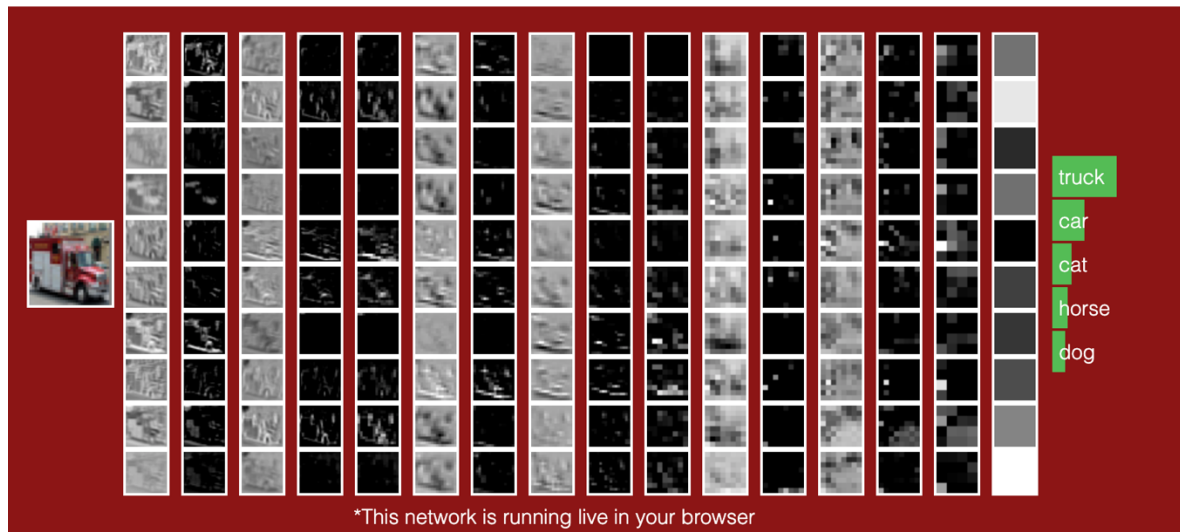 truck
car
cat
horse
dog
*This network is running live in your browser